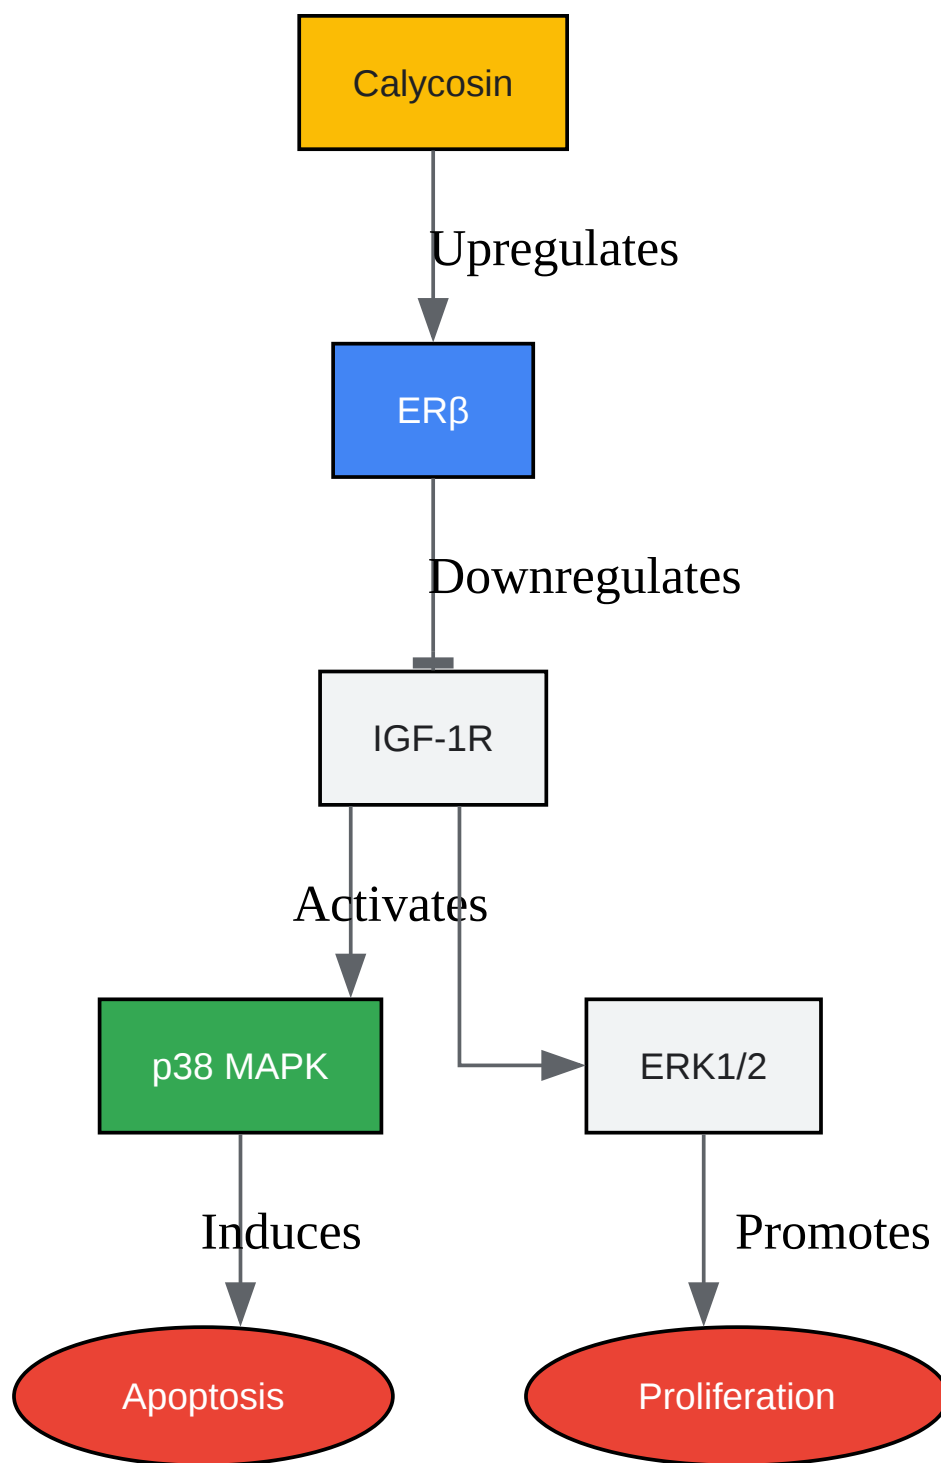 Calycosin
Upregulates
ERβ
Downregulates
IGF-1R
Activates
p38 MAPK
ERK1/2
Induces
Promotes
Apoptosis
Proliferation